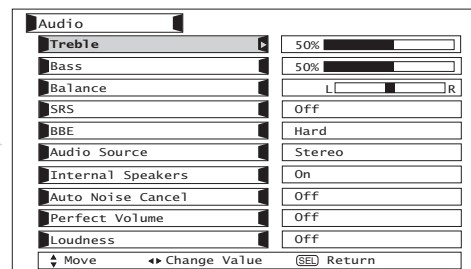 Audio
Treble 50%
Bass 50%
Balance L R
SRS Off
BBE Hard
Audio Source Stereo
Internal Speakers On
Auto Noise Cancel Off
Perfect Volume Off
Loudness Off
Move Change Value SEL Return